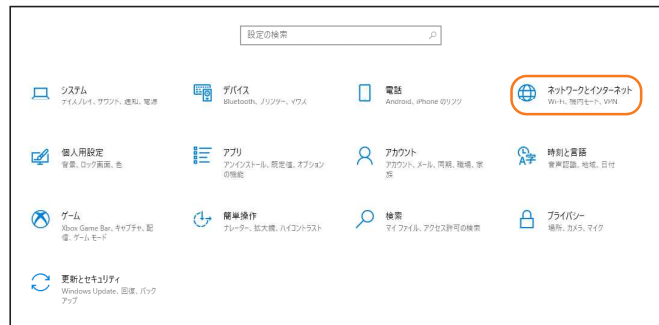 設定の検索
システム
ディスプレイ、サウンド、通知、電源
デバイス
Bluetooth、プリンター、マウス
電話
Android、iPhone のリンク
ネットワークとインターネット
Wi-Fi、機内モード、VPN
個人用設定
背景、ロック画面、色
アプリ
アンインストール、既定値、オプション
の機能
アカウント
アカウント、メール、同期、職場、家
族
時刻と言語
音声認識、地域、日付
ゲーム
Xbox Game Bar、キャプチャ、配
信、ゲーム モード
簡単操作
ナレーター、拡大鏡、ハイコントラスト
検索
マイ ファイル、アクセス許可の検索
プライバシー
場所、カメラ、マイク
更新とセキュリティ
Windows Update、回復、バック
アップ